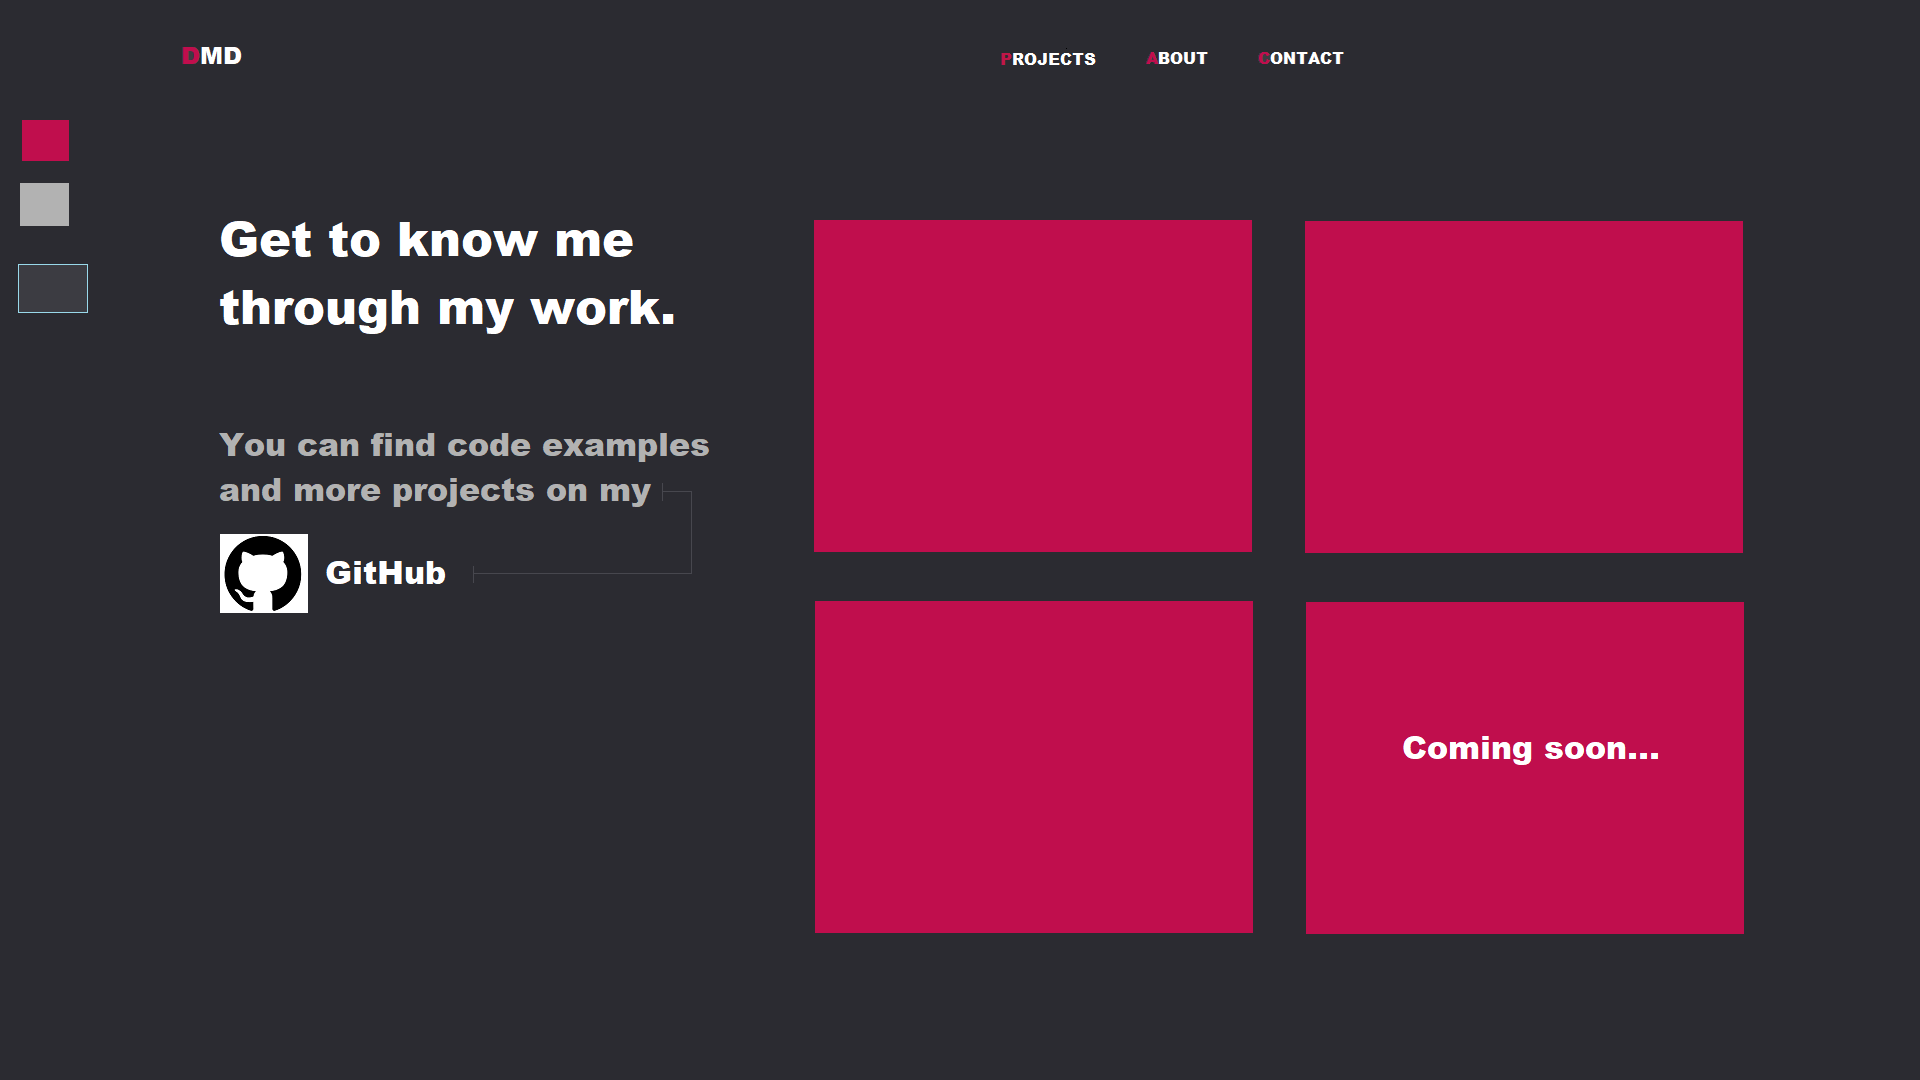 DMD
PROJECTS ABOUT CONTACT
Get to know me
through my work.
You can find code examples
and more projects on my
GitHub
Coming soon...